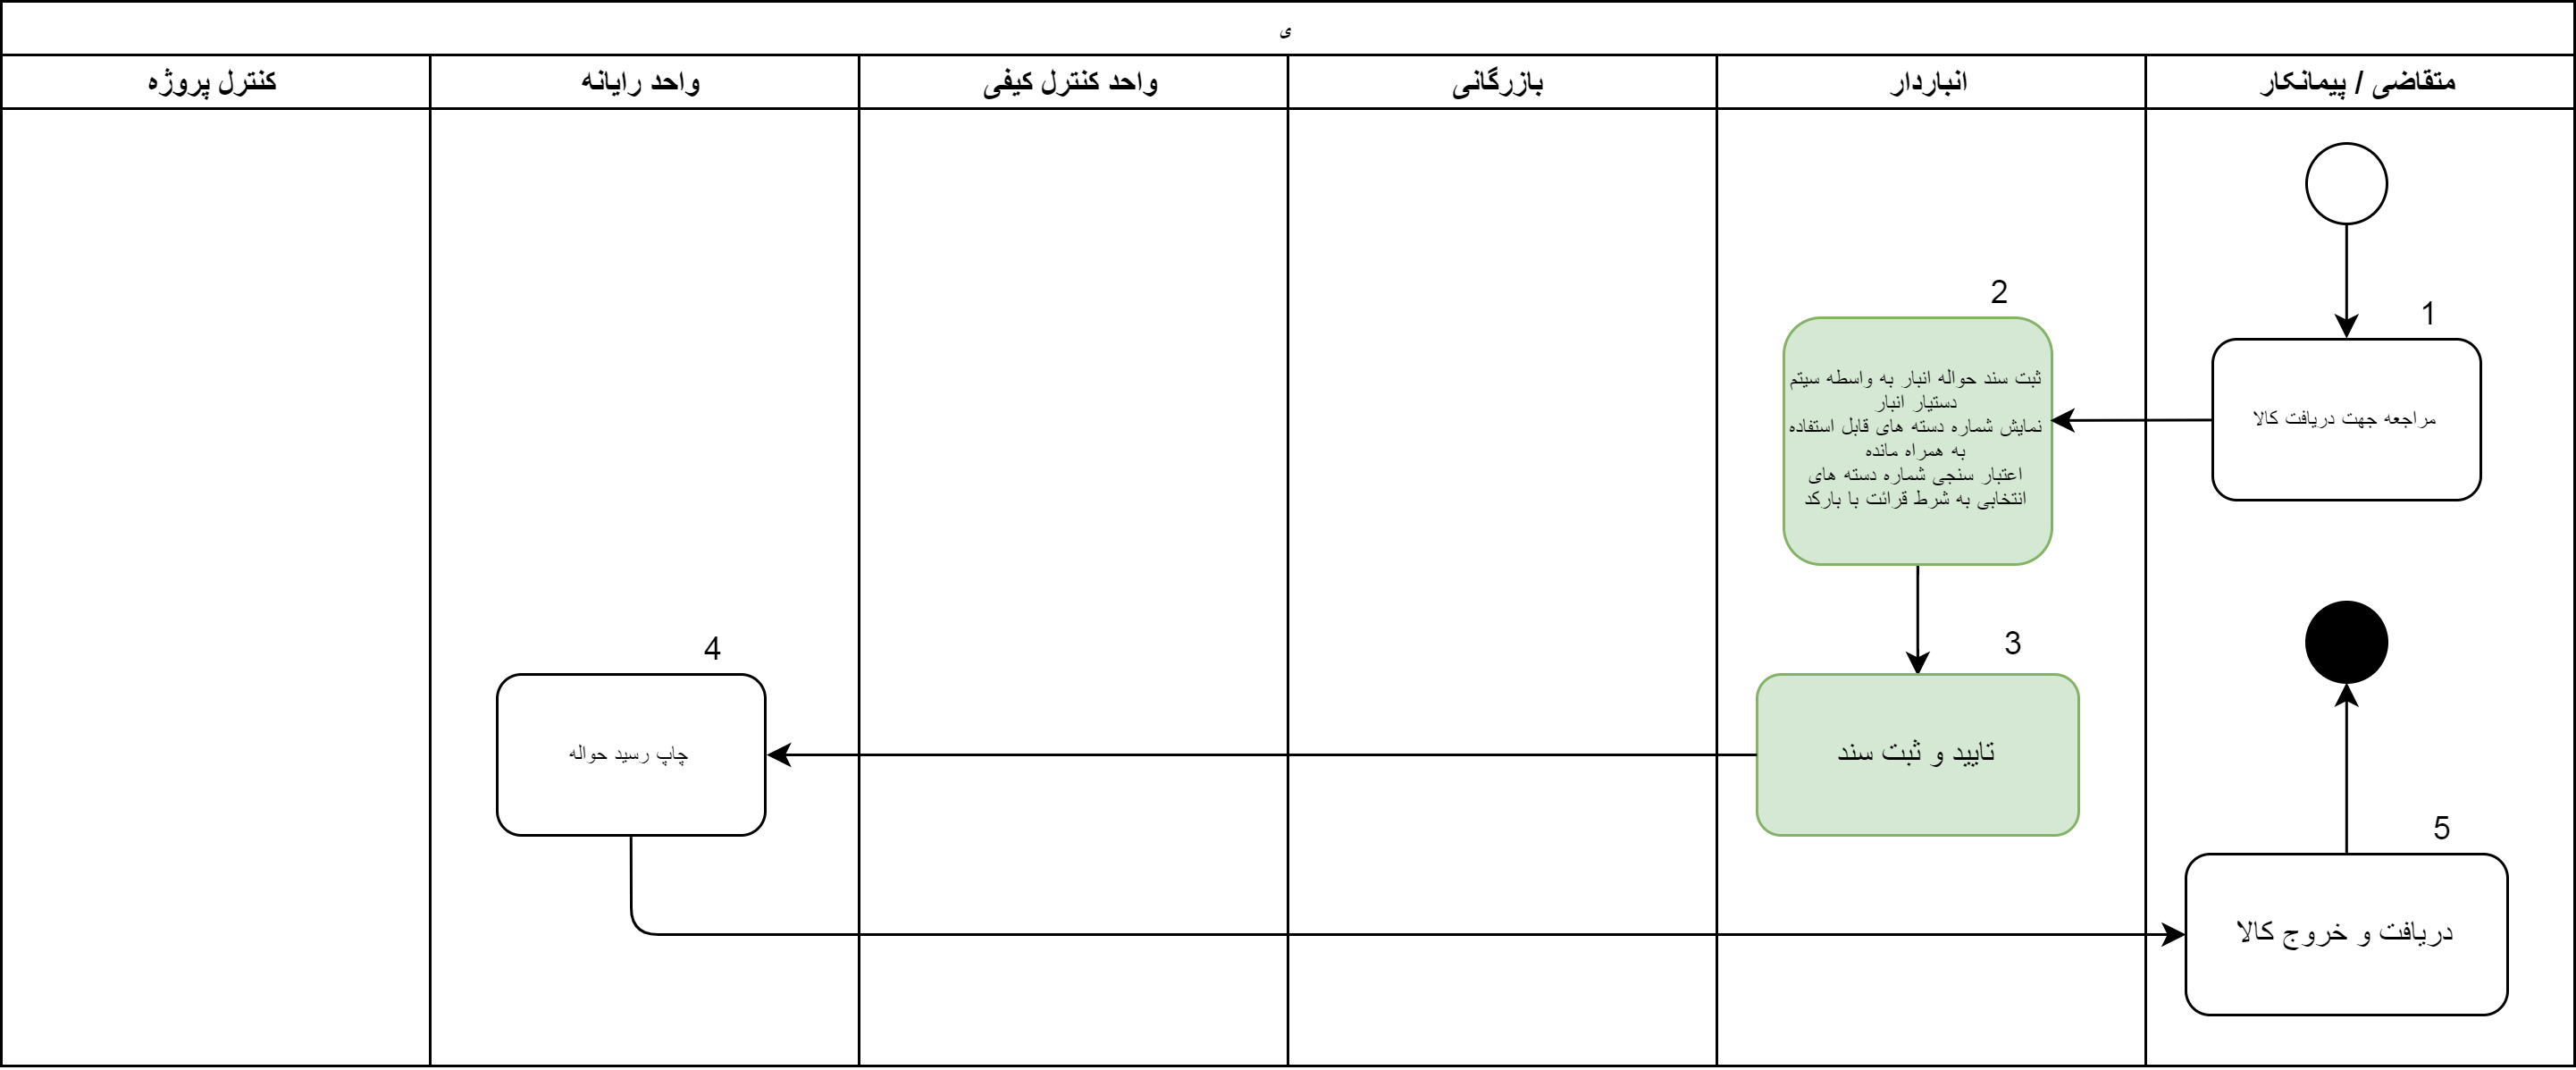 ی
متقاضی / پیمانکار
انباردار
بازرگانی
واحد کنترل کیفی
واحد رایانه
کنترل پروژه
1
مراجعه جهت دریافت کالا
2
ثبت سند حواله انبار به واسطه سیتم
دستیار انبار
نمایش شماره دسته های قابل استفاده
به همراه مانده
اعتبار سنجی شماره دسته های
انتخابی به شرط قرائت با بارکد
3
تایید و ثبت سند
4
چاپ رسید حواله
5
دریافت و خروج کالا